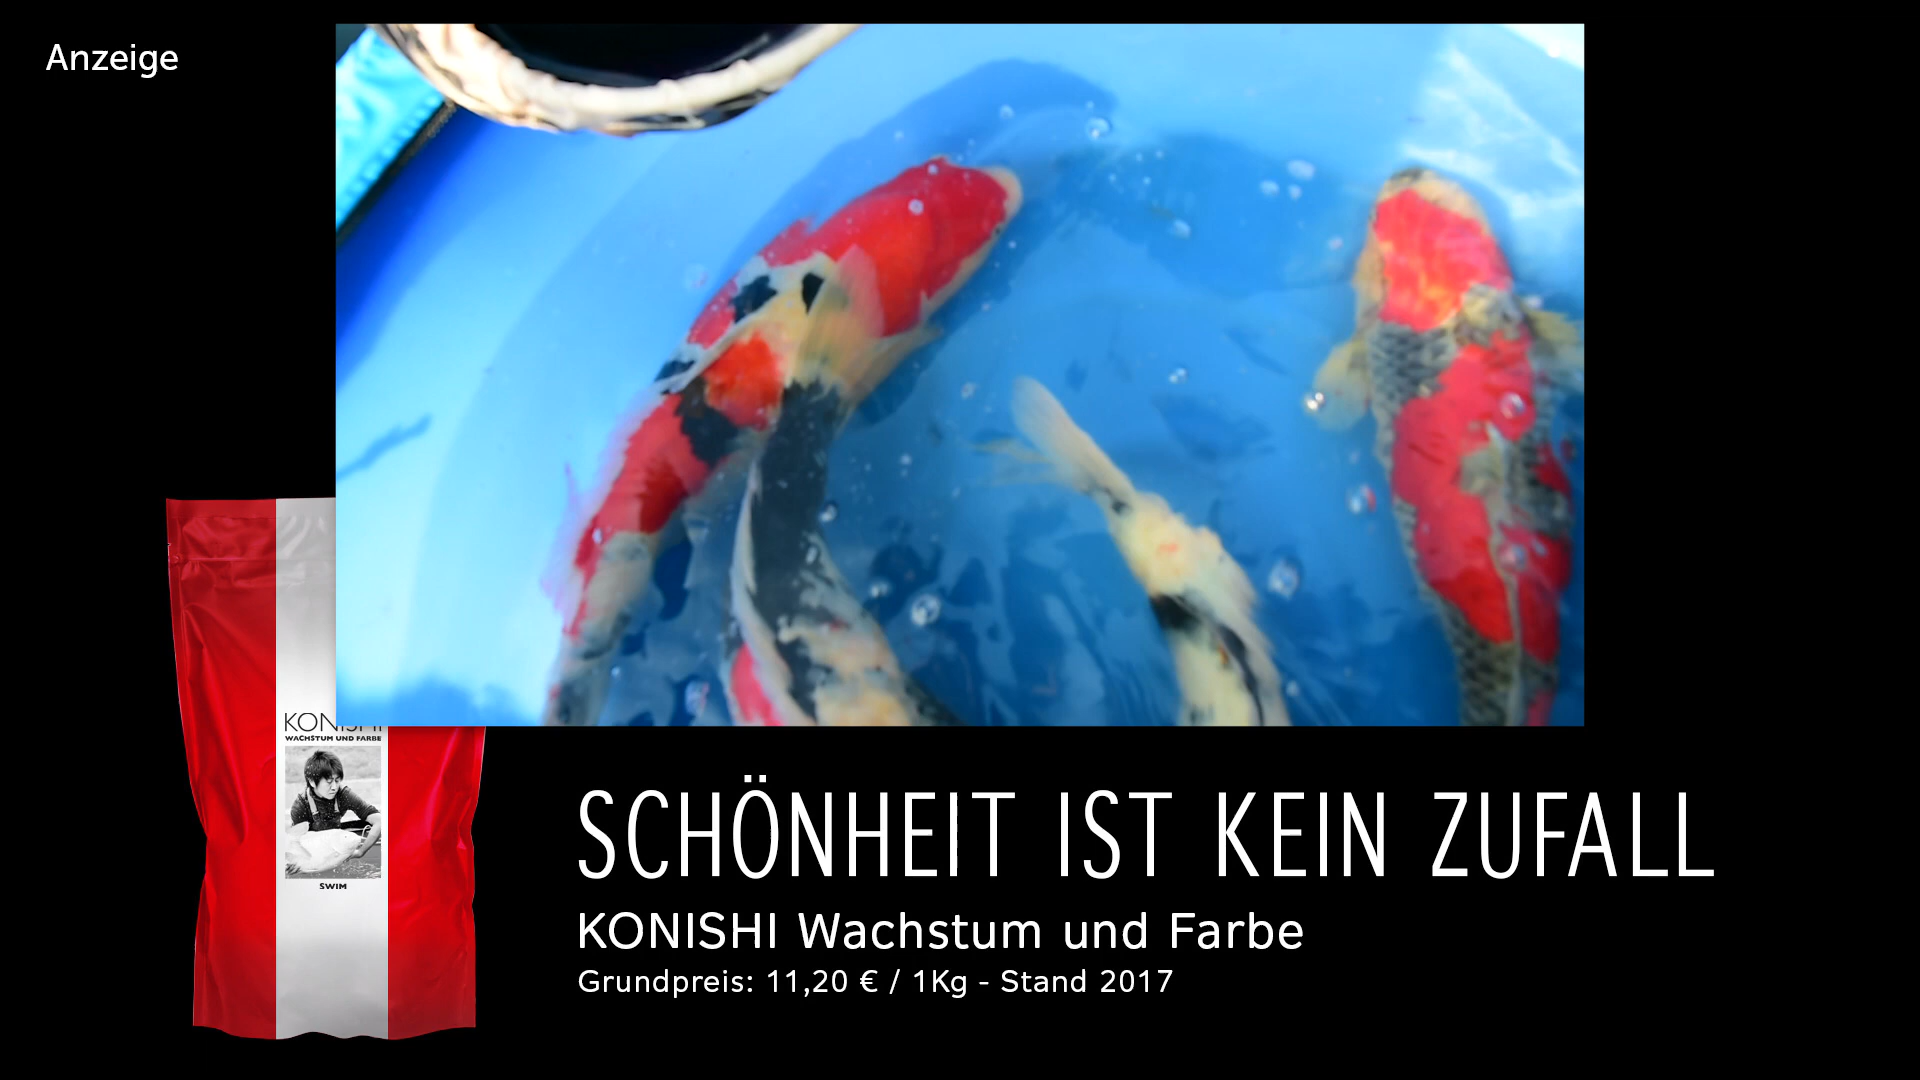 Anzeige
KONISHI
WACHSTUM UND FARBE
SWIM
SCHÖNHEIT IST KEIN ZUFALL
KONISHI Wachstum und Farbe
Grundpreis: 11,20 € / 1Kg - Stand 2017